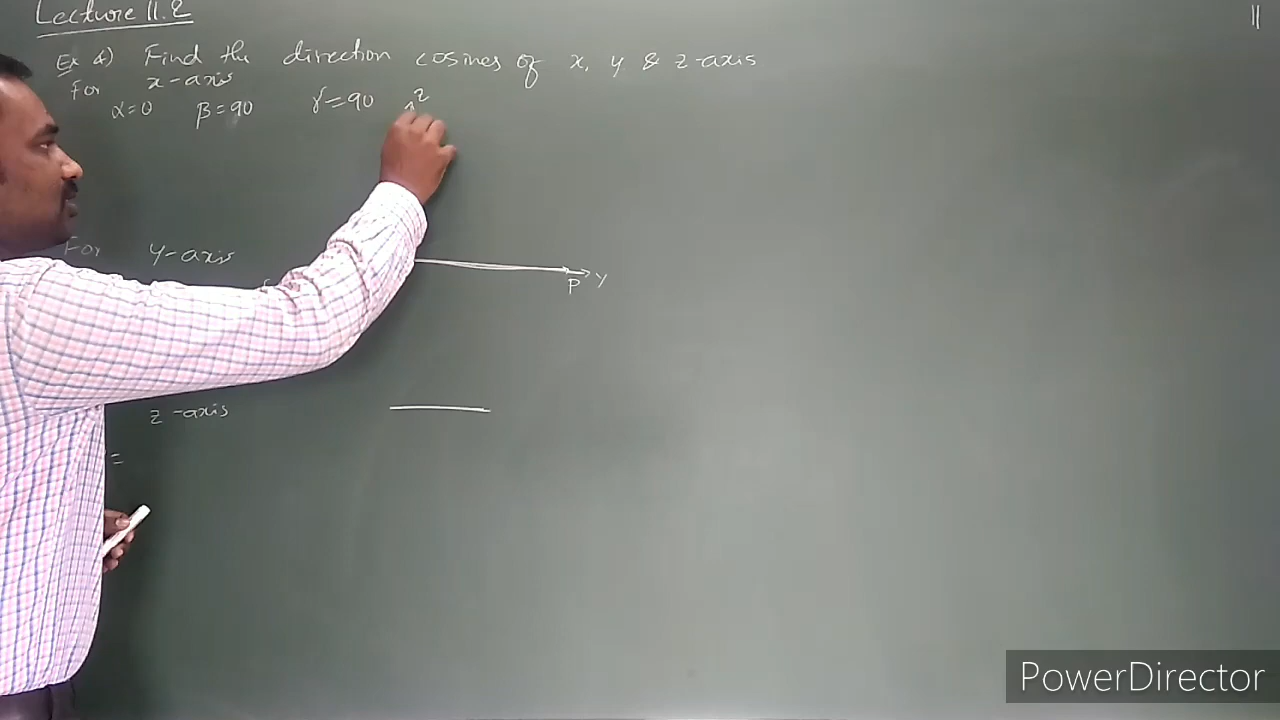 Lecture 11.2
Ex 4) Find the direction cosines of x, y & z-axis
For x-axis
α=0 β=90 γ=90
For y-axis
P Y
z-axis
=
PowerDirector